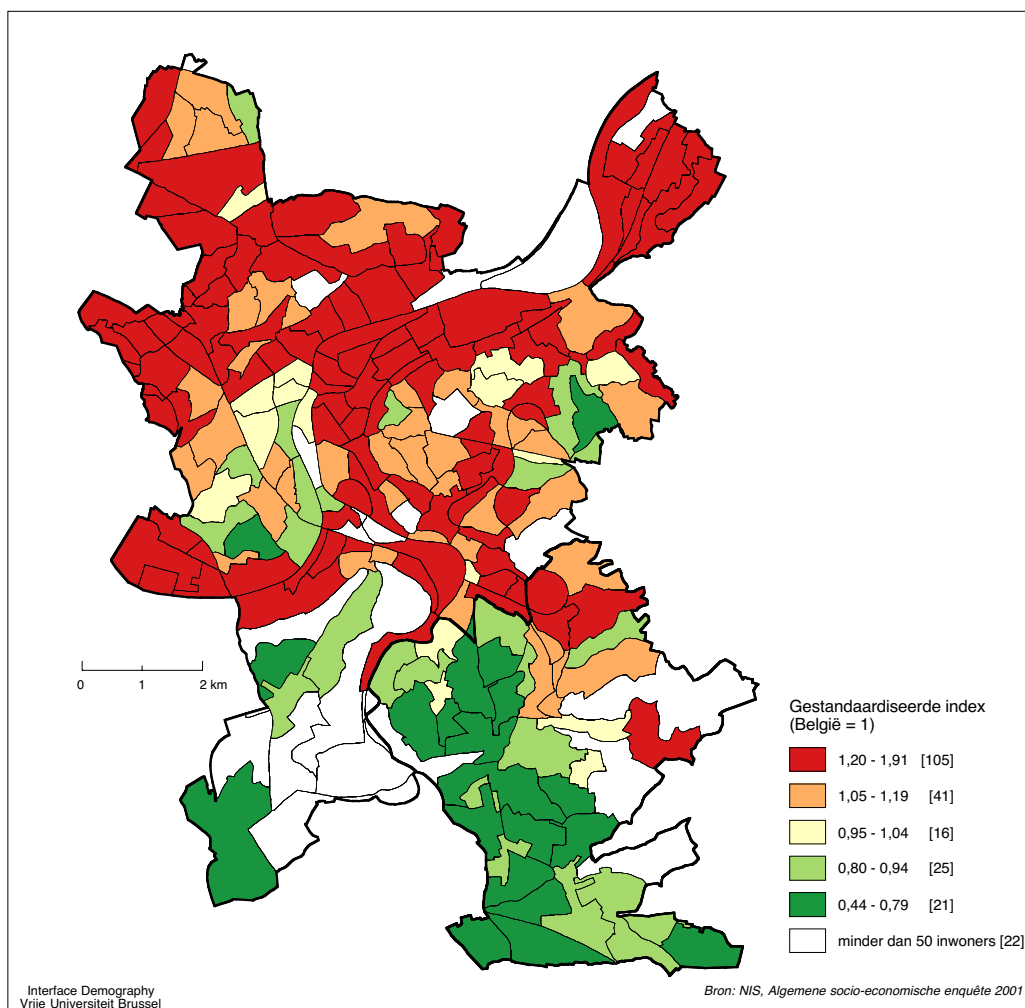 0 1 2 km
Gestandaardiseerde index
(België = 1)
1,20 - 1,91 [105]
1,05 - 1,19 [41]
0,95 - 1,04 [16]
0,80 - 0,94 [25]
0,44 - 0,79 [21]
minder dan 50 inwoners [22]
Interface Demography
Vrije Universiteit Brussel
Bron: NIS, Algemene socio-economische enquête 2001